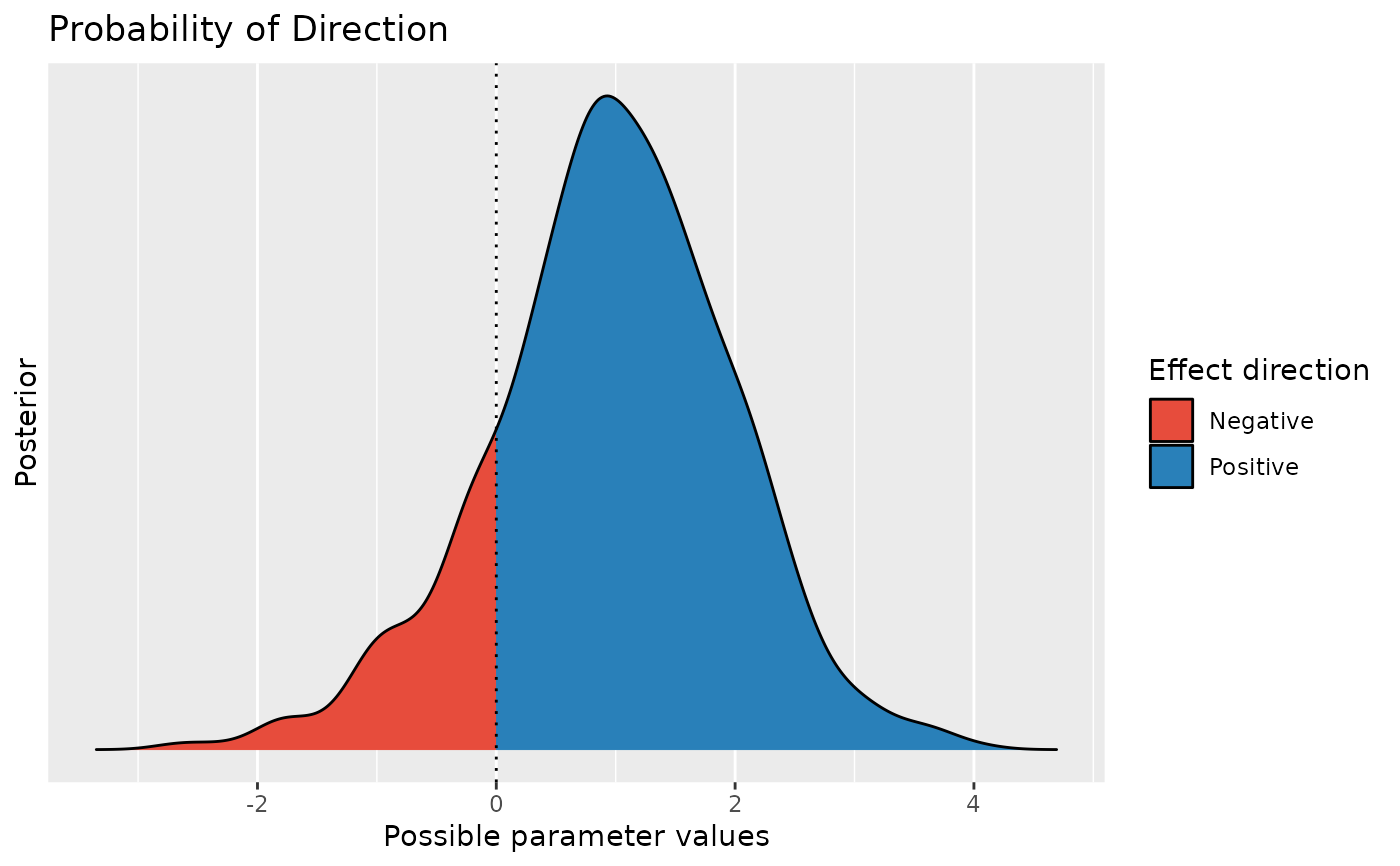 Probability of Direction
Posterior
-2 0 2 4
Possible parameter values
Effect direction
Negative
Positive